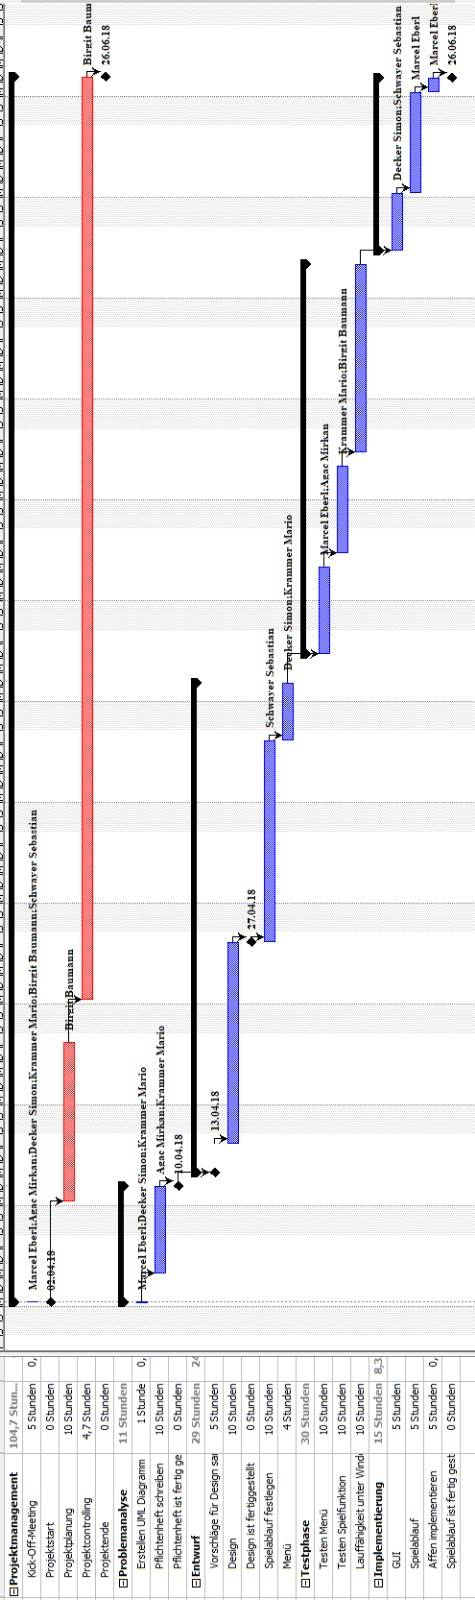 Projektmanagement 104,7 Stun...
Kick-Off-Meeting 5 Stunden 0,
Projektstart 0 Stunden
Projektplanung 10 Stunden
Projektcontrolling 4,7 Stunden
Projektende 0 Stunden
Problemanalyse 11 Stunden
Erstellen UML Diagramm 1 Stunde 0,
Pflichtenheft schreiben 10 Stunden
Pflichtenheft ist fertig ge 0 Stunden
Entwurf 29 Stunden 24
Vorschläge für Design sar 5 Stunden
Design 10 Stunden
Design ist fertiggestellt 0 Stunden
Spielablauf festlegen 10 Stunden
Menü 4 Stunden
Testphase 30 Stunden
Testen Menü 10 Stunden
Testen Spielfunktion 10 Stunden
Lauffähigkeit unter Wind 10 Stunden
Implementierung 15 Stunden 8,3
GUI 5 Stunden
Spielablauf 5 Stunden
Affen implementieren 5 Stunden 0,
Spielablauf ist fertig gest 0 Stunden
Marcel Eberl;Agac Mirkan;Decker Simon;Krammer Mario;Birgit Baumann;Schwayer Sebastian
02.04.18
Birgit Baumann
Birgit Baum
26.06.18
Marcel Eberl;Decker Simon;Krammer Mario
Agac Mirkan;Krammer Mario
10.04.18
13.04.18
27.04.18
Schwayer Sebastian
Decker Simon;Krammer Mario
Marcel Eberl;Agac Mirkan
Krammer Mario;Birgit Baumann
Decker Simon;Schwayer Sebastian
Marcel Eberl
Marcel Eberl
26.06.18